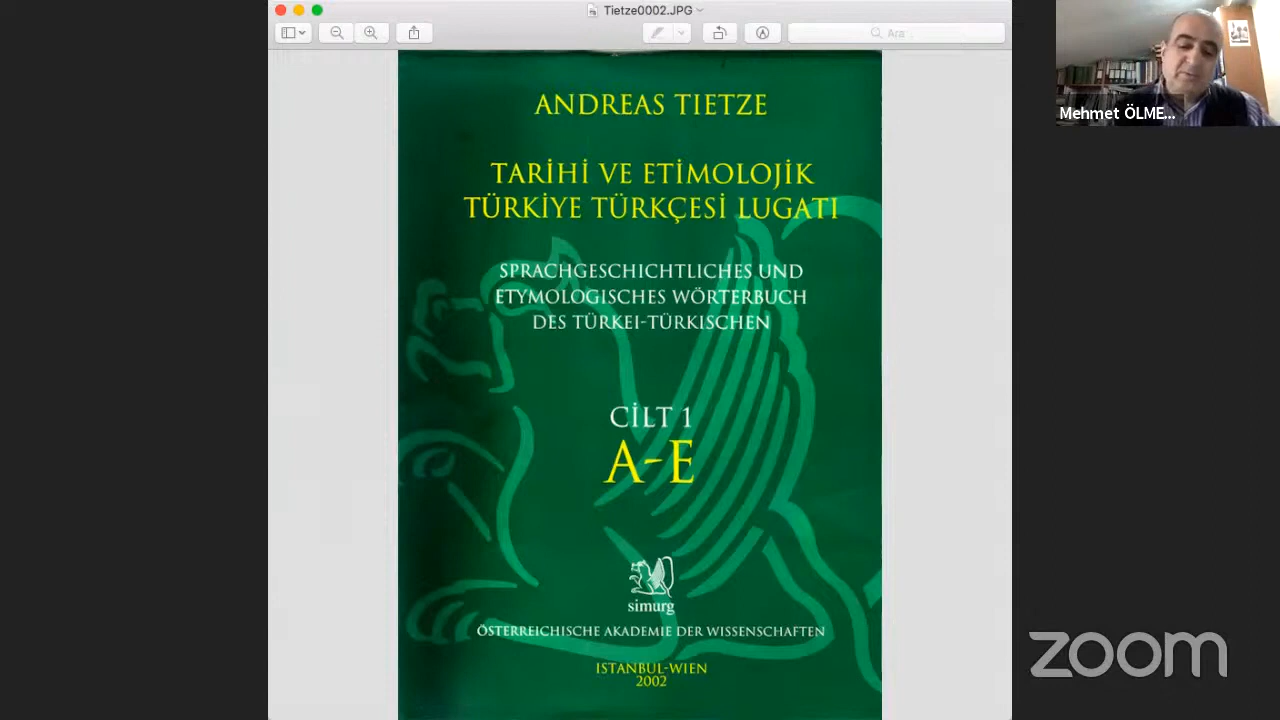 Tietze0002.JPG
Ara
ANDREAS TIETZE
TARİHİ VE ETİMOLOJİK
TÜRKİYE TÜRKÇESİ LUGATI
SPRACHGESCHICHTLICHES UND
ETYMOLOGISCHES WÖRTERBUCH
DES TÜRKEI-TÜRKISCHEN
CİLT 1
A-E
simurg
ÖSTERREICHISCHE AKADEMIE DER WISSENSCHAFTEN
ISTANBUL-WIEN
2002
Mehmet ÖLME...
zoom